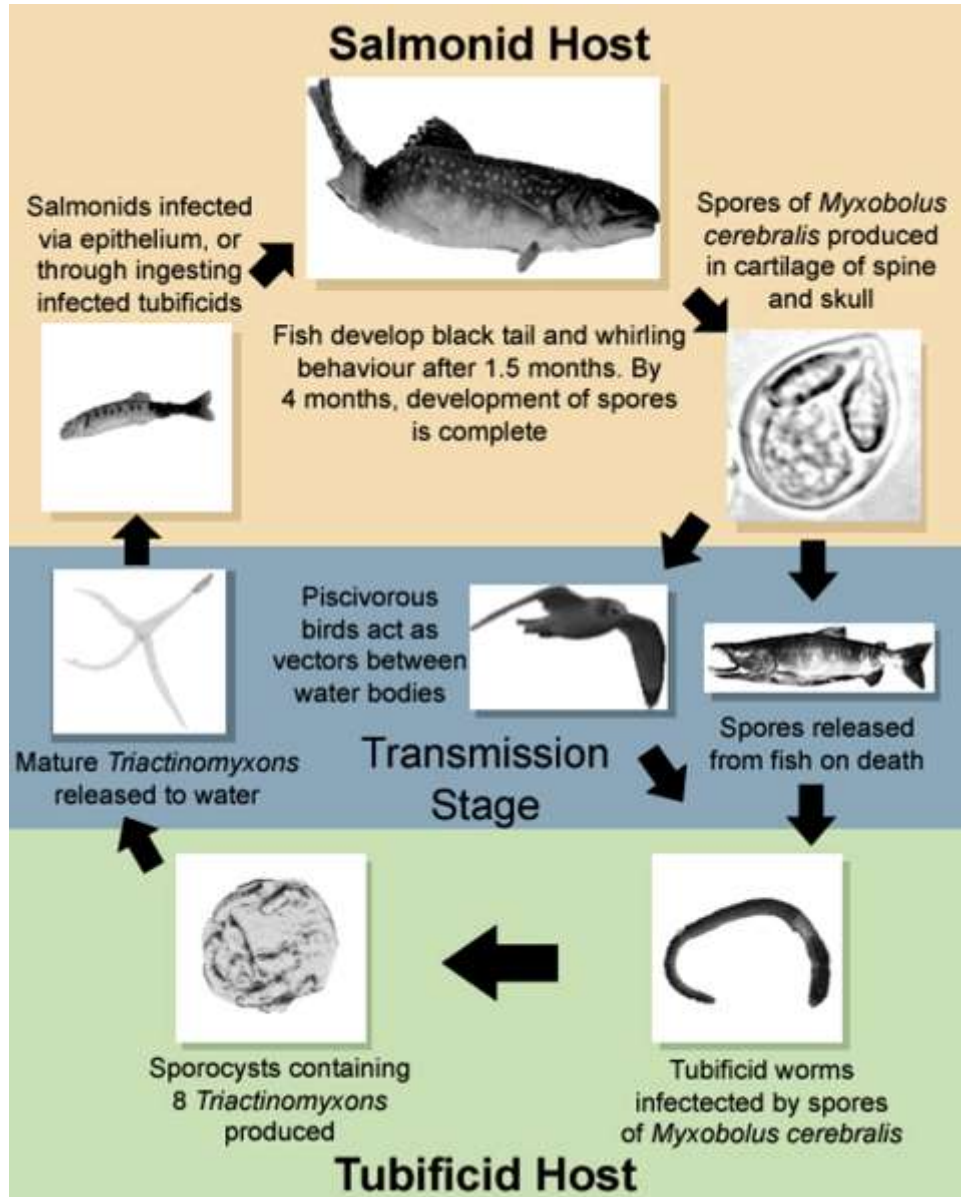 Salmonid Host
Salmonids infected
via epithelium, or
through ingesting
infected tubificids
Spores of Myxobolus
cerebralis produced
in cartilage of spine
and skull
Fish develop black tail and whirling
behaviour after 1.5 months. By
4 months, development of spores
is complete
Piscivorous
birds act as
vectors between
water bodies
Mature Triactinomyxons
released to water
Transmission
Stage
Spores released
from fish on death
Sporocysts containing
8 Triactinomyxons
produced
Tubificid worms
infectected by spores
of Myxobolus cerebralis
Tubificid Host